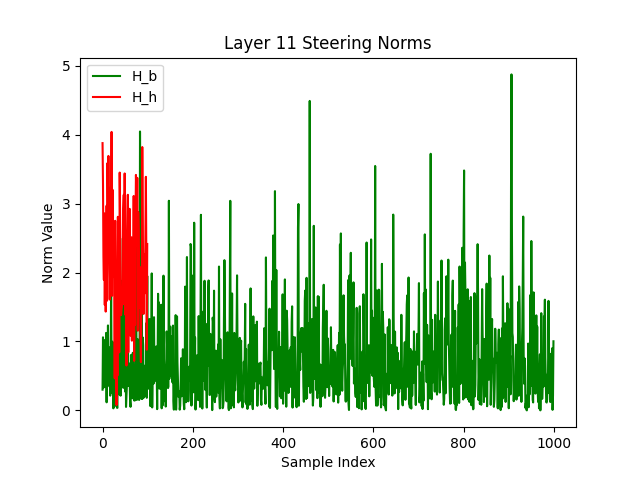 Layer 11 Steering Norms
H_b
H_h
Norm Value
5
4
3
2
1
0
0 200 400 600 800 1000
Sample Index